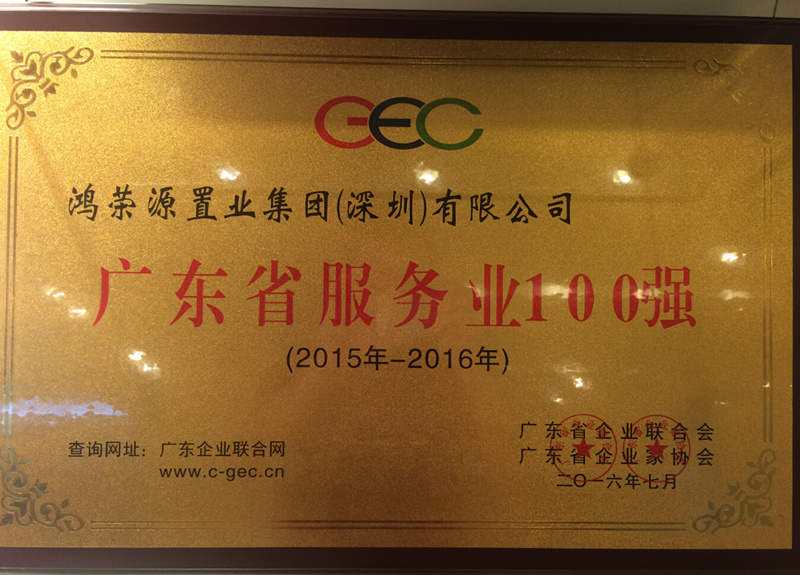 GEC
鸿荣源置业集团(深圳)有限公司
广东省服务业100强
(2015年-2016年)
查询网址：广东企业联合网
www.c-gec.cn
广东省企业联合会
广东省企业家协会
二〇一六年七月